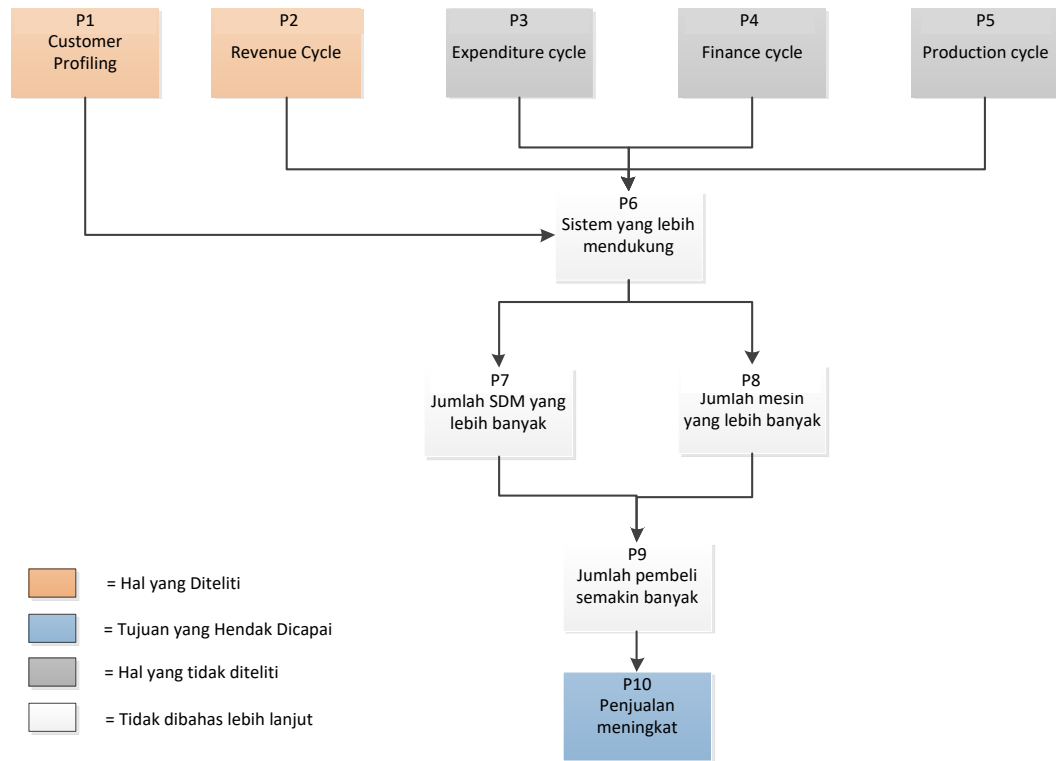 P1
Customer
Profiling
P2
Revenue Cycle
P3
Expenditure cycle
P4
Finance cycle
P5
Production cycle
P6
Sistem yang lebih
mendukung
P7
Jumlah SDM yang
lebih banyak
P8
Jumlah mesin
yang lebih banyak
P9
Jumlah pembeli
semakin banyak
P10
Penjualan
meningkat
= Hal yang Diteliti
= Tujuan yang Hendak Dicapai
= Hal yang tidak diteliti
= Tidak dibahas lebih lanjut